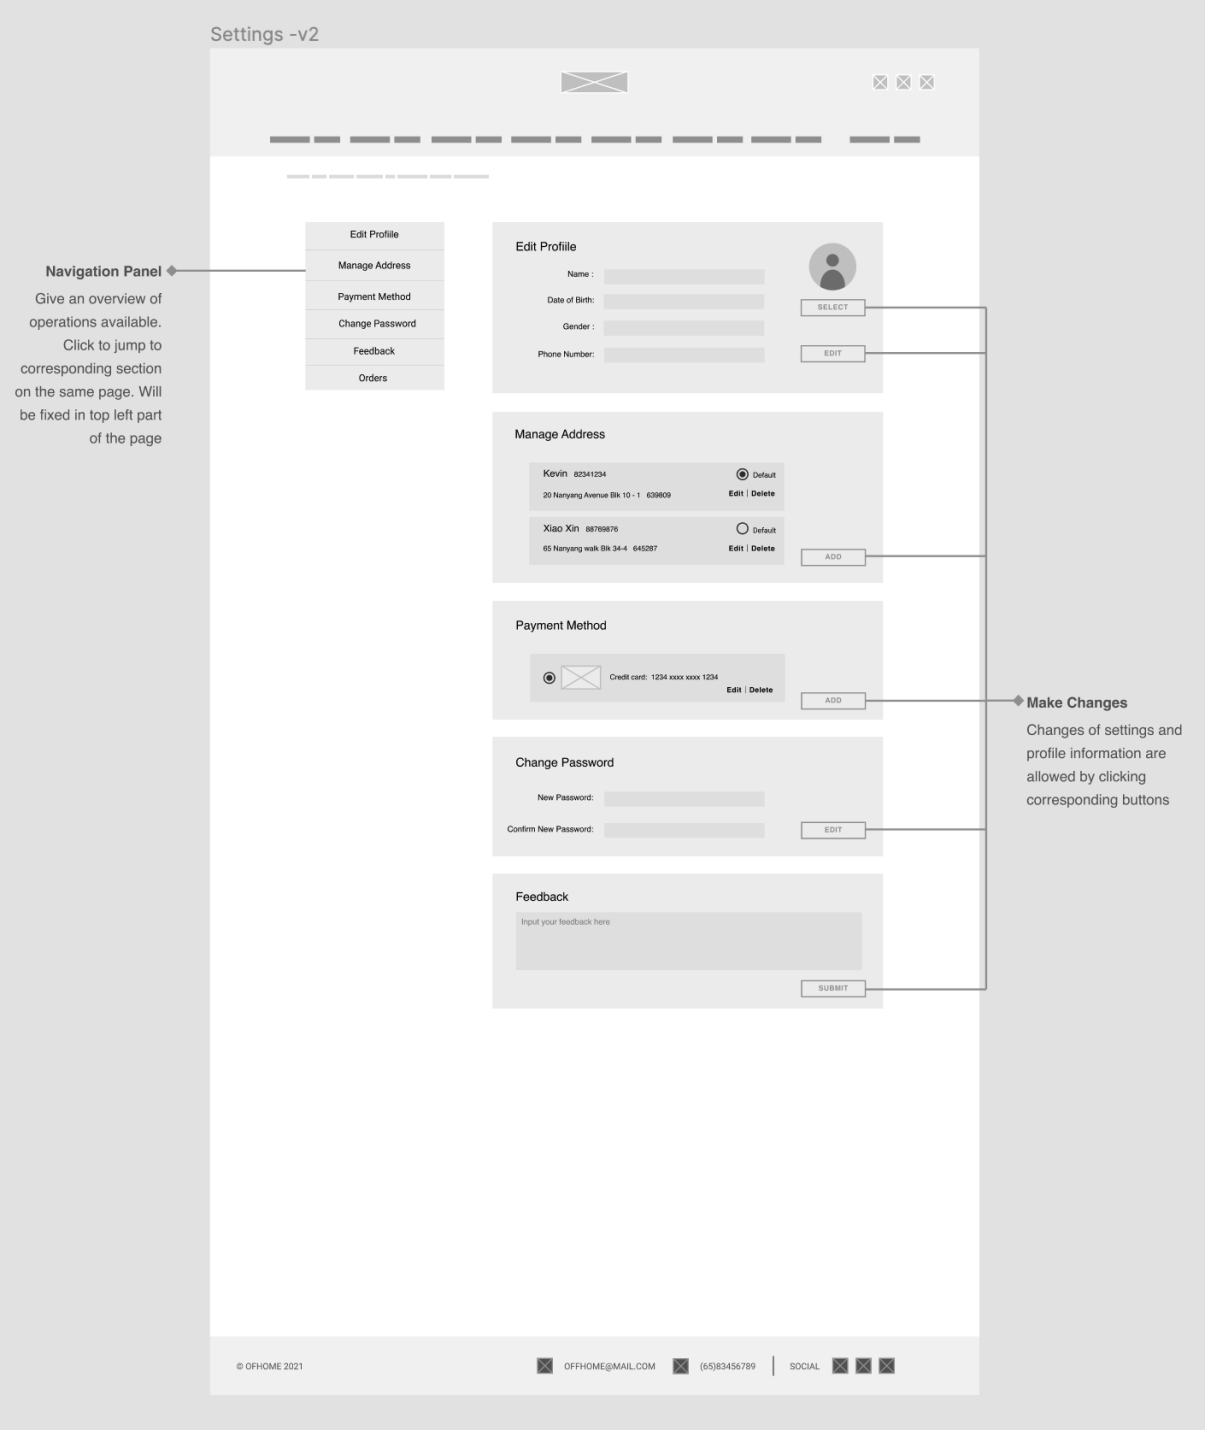 Settings -v2
Navigation Panel
Give an overview of
operations available.
Click to jump to
corresponding section
on the same page. Will
be fixed in top left part
of the page
Edit Profiile
Manage Address
Payment Method
Change Password
Feedback
Orders
Edit Profiile
Name :
Date of Birth:
Gender :
Phone Number:
SELECT
EDIT
Manage Address
Kevin 82341234
Default
20 Nanyang Avenue Blk 10 - 1 639809
Edit | Delete
Xiao Xin 88769876
Default
65 Nanyang walk Blk 34-4 645287
Edit | Delete
ADD
Payment Method
Credit card: 1234 xxxx xxxx 1234
Edit | Delete
ADD
Change Password
New Password:
Confirm New Password:
EDIT
Feedback
Input your feedback here
SUBMIT
Make Changes
Changes of settings and
profile information are
allowed by clicking
corresponding buttons
© OFHOME 2021
OFFHOME@MAIL.COM
(65)83456789
SOCIAL